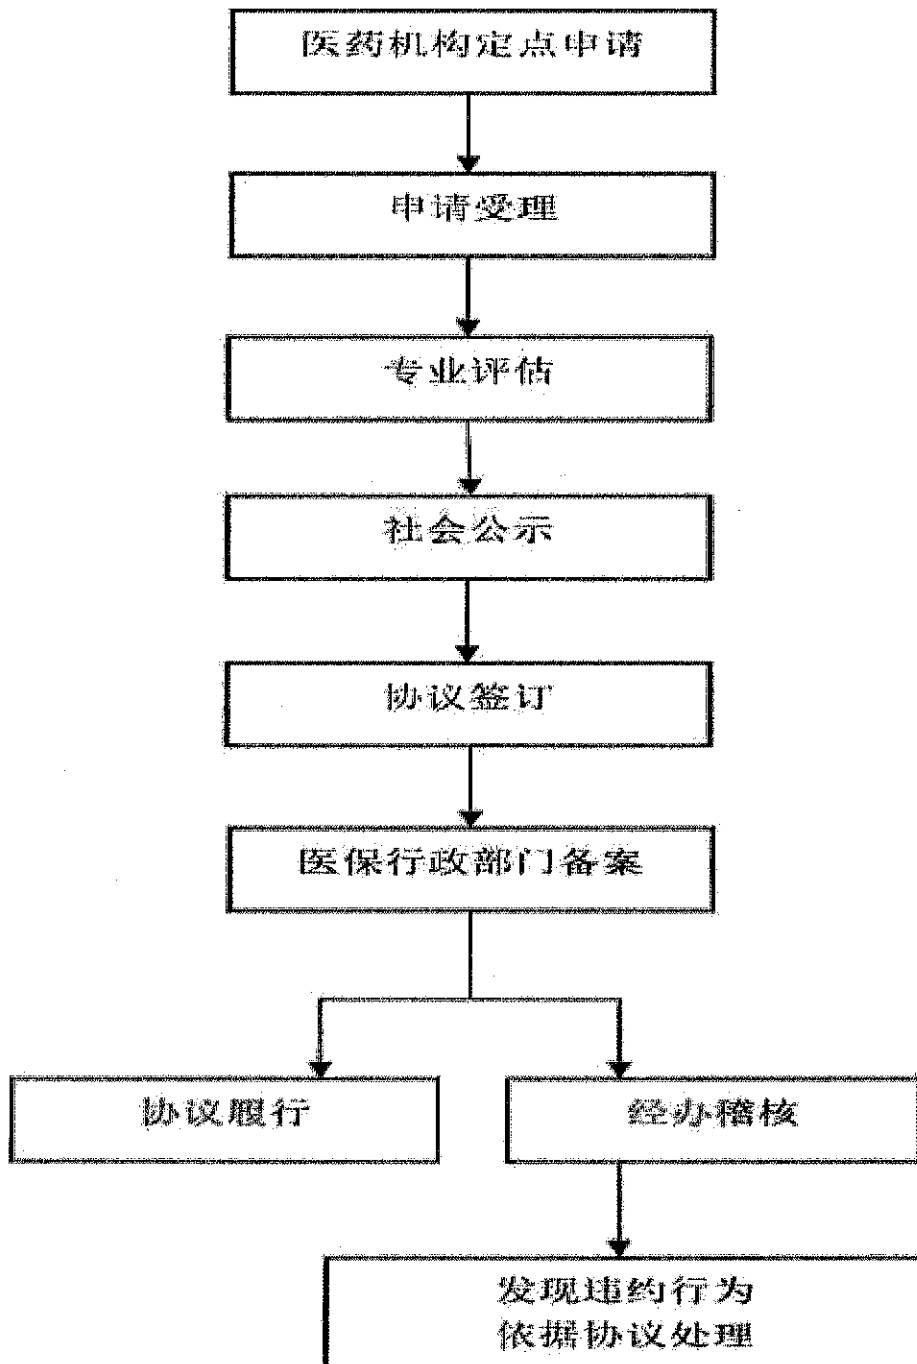 医药机构定点申请
申请受理
专业评估
社会公示
协议签订
医保行政部门备案
协议履行
经办稽核
发现违约行为
依据协议处理